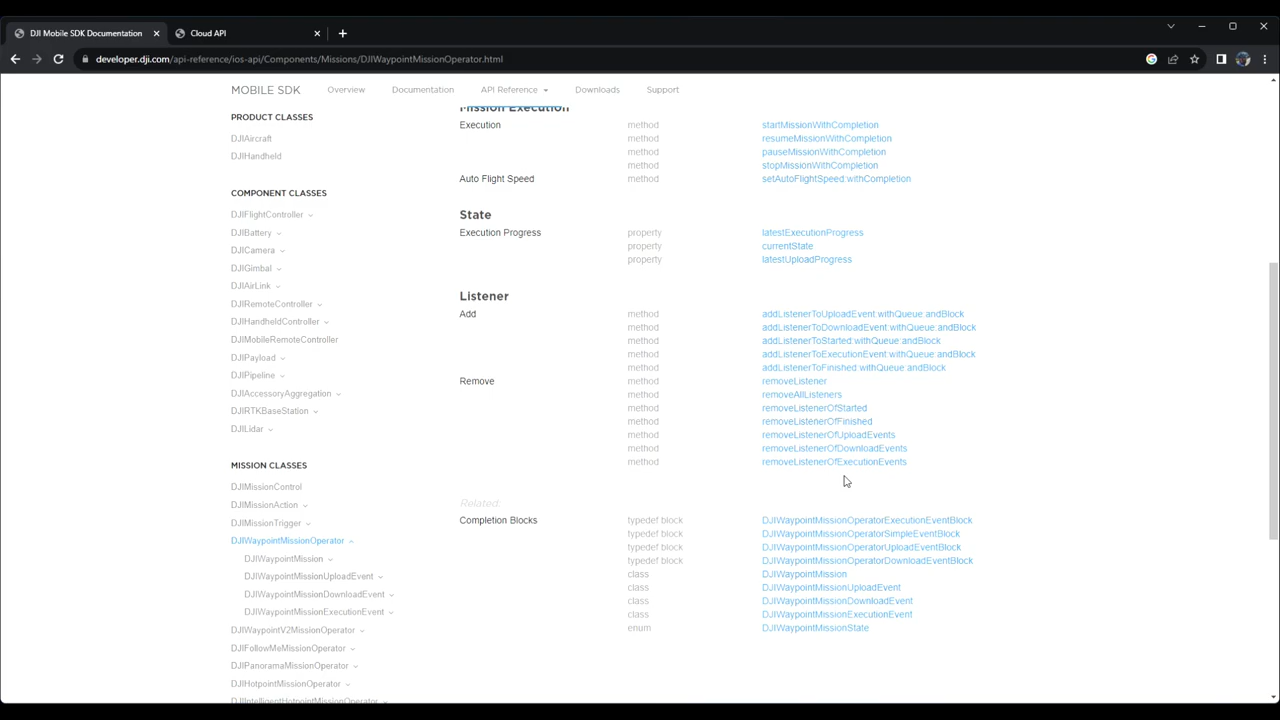 DJI Mobile SDK Documentation
Cloud API
developer.dji.com/api-reference/ios-api/Components/Missions/DJIWaypointMissionOperator.html
MOBILE SDK Overview Documentation API Reference Downloads Support
PRODUCT CLASSES
DJIAircraft
DJIHandheld
COMPONENT CLASSES
DJIFlightController
DJIBattery
DJICamera
DJIGimbal
DJIAirLink
DJIRemoteController
DJIHandheldController
DJIMobileRemoteController
DJIPayload
DJIPipeline
DJIAccessoryAggregation
DJIRTKBaseStation
DJILidar
MISSION CLASSES
DJIMissionControl
DJIMissionAction
DJIMissionTrigger
DJIWaypointMissionOperator
DJIWaypointMission
DJIWaypointMissionUploadEvent
DJIWaypointMissionDownloadEvent
DJIWaypointMissionExecutionEvent
DJIWaypointV2MissionOperator
DJIFollowMeMissionOperator
DJIPanoramaMissionOperator
DJIHotpointMissionOperator
DJIIntelligentHotpointMissionOperator
Mission Execution
Execution method startMissionWithCompletion
method resumeMissionWithCompletion
method pauseMissionWithCompletion
method stopMissionWithCompletion
Auto Flight Speed method setAutoFlightSpeed:withCompletion
State
Execution Progress property latestExecutionProgress
property currentState
property latestUploadProgress
Listener
Add method addListenerToUploadEvent:withQueue:andBlock
method addListenerToDownloadEvent:withQueue:andBlock
method addListenerToStarted:withQueue:andBlock
method addListenerToExecutionEvent:withQueue:andBlock
method addListenerToFinished:withQueue:andBlock
Remove method removeListener
method removeAllListeners
method removeListenerOfStarted
method removeListenerOfFinished
method removeListenerOfUploadEvents
method removeListenerOfDownloadEvents
method removeListenerOfExecutionEvents
Related:
Completion Blocks typedef block DJIWaypointMissionOperatorExecutionEventBlock
typedef block DJIWaypointMissionOperatorSimpleEventBlock
typedef block DJIWaypointMissionOperatorUploadEventBlock
typedef block DJIWaypointMissionOperatorDownloadEventBlock
class DJIWaypointMission
class DJIWaypointMissionUploadEvent
class DJIWaypointMissionDownloadEvent
class DJIWaypointMissionExecutionEvent
enum DJIWaypointMissionState